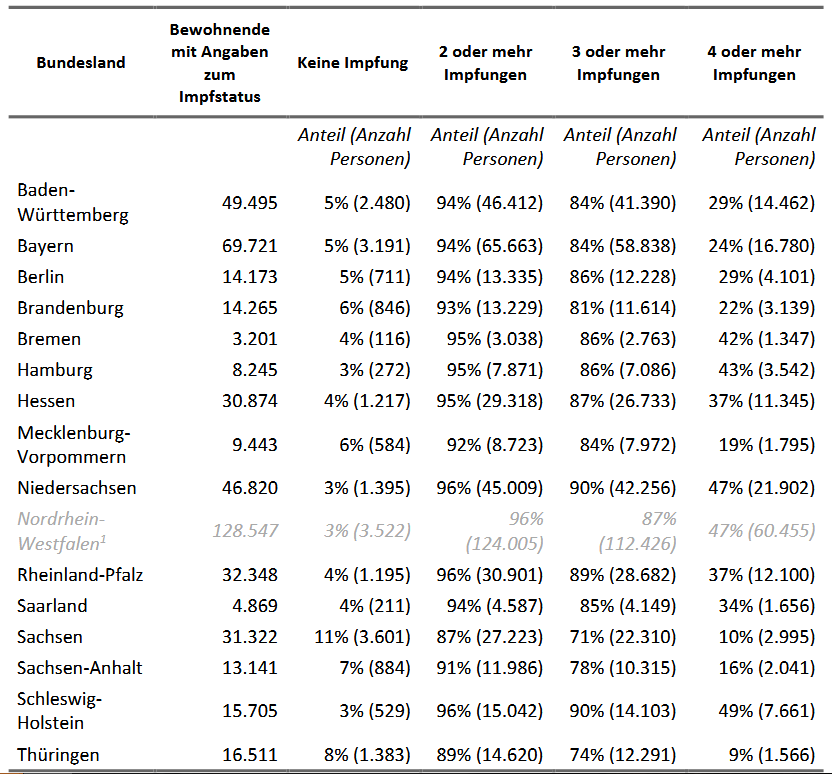 Bundesland Bewohnende mit Angaben zum Impfstatus Keine Impfung 2 oder mehr Impfungen 3 oder mehr Impfungen 4 oder mehr Impfungen
Anteil (Anzahl Personen) Anteil (Anzahl Personen) Anteil (Anzahl Personen) Anteil (Anzahl Personen)
Baden-Württemberg 49.495 5% (2.480) 94% (46.412) 84% (41.390) 29% (14.462)
Bayern 69.721 5% (3.191) 94% (65.663) 84% (58.838) 24% (16.780)
Berlin 14.173 5% (711) 94% (13.335) 86% (12.228) 29% (4.101)
Brandenburg 14.265 6% (846) 93% (13.229) 81% (11.614) 22% (3.139)
Bremen 3.201 4% (116) 95% (3.038) 86% (2.763) 42% (1.347)
Hamburg 8.245 3% (272) 95% (7.871) 86% (7.086) 43% (3.542)
Hessen 30.874 4% (1.217) 95% (29.318) 87% (26.733) 37% (11.345)
Mecklenburg-Vorpommern 9.443 6% (584) 92% (8.723) 84% (7.972) 19% (1.795)
Niedersachsen 46.820 3% (1.395) 96% (45.009) 90% (42.256) 47% (21.902)
Nordrhein-Westfalen¹ 128.547 3% (3.522) 96% (124.005) 87% (112.426) 47% (60.455)
Rheinland-Pfalz 32.348 4% (1.195) 96% (30.901) 89% (28.682) 37% (12.100)
Saarland 4.869 4% (211) 94% (4.587) 85% (4.149) 34% (1.656)
Sachsen 31.322 11% (3.601) 87% (27.223) 71% (22.310) 10% (2.995)
Sachsen-Anhalt 13.141 7% (884) 91% (11.986) 78% (10.315) 16% (2.041)
Schleswig-Holstein 15.705 3% (529) 96% (15.042) 90% (14.103) 49% (7.661)
Thüringen 16.511 8% (1.383) 89% (14.620) 74% (12.291) 9% (1.566)